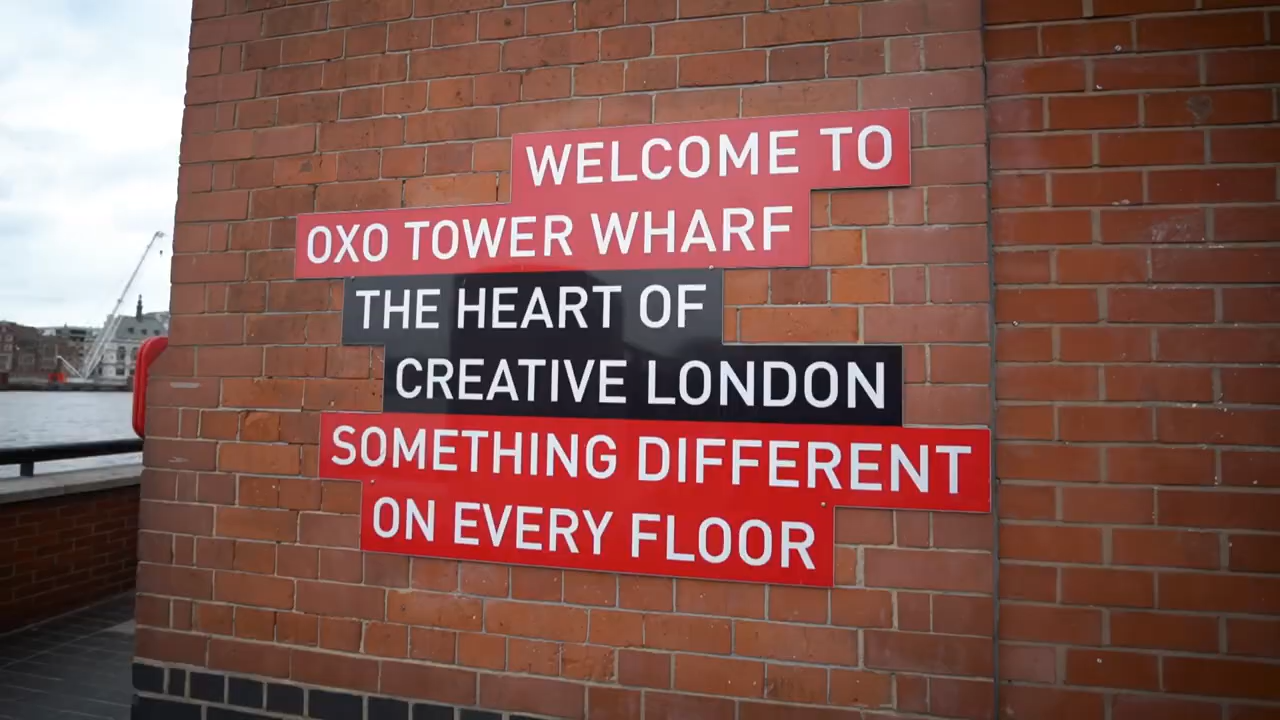 WELCOME TO
OXO TOWER WHARF
THE HEART OF
CREATIVE LONDON
SOMETHING DIFFERENT
ON EVERY FLOOR